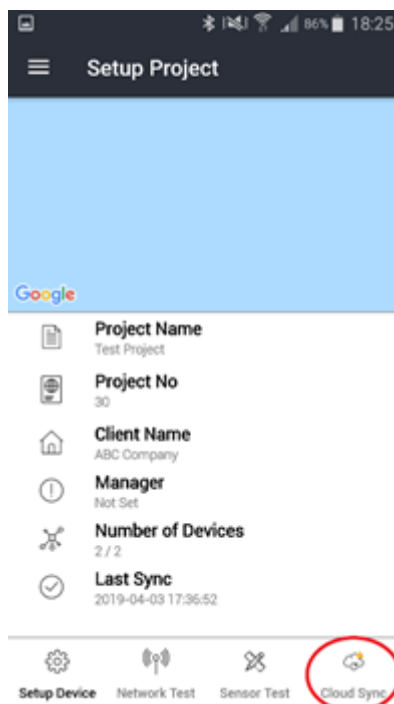 86% 18:25
Setup Project
Google
Project Name
Test Project
Project No
30
Client Name
ABC Company
Manager
Not Set
Number of Devices
2 / 2
Last Sync
2019-04-03 17:36:52
Setup Device Network Test Sensor Test Cloud Sync